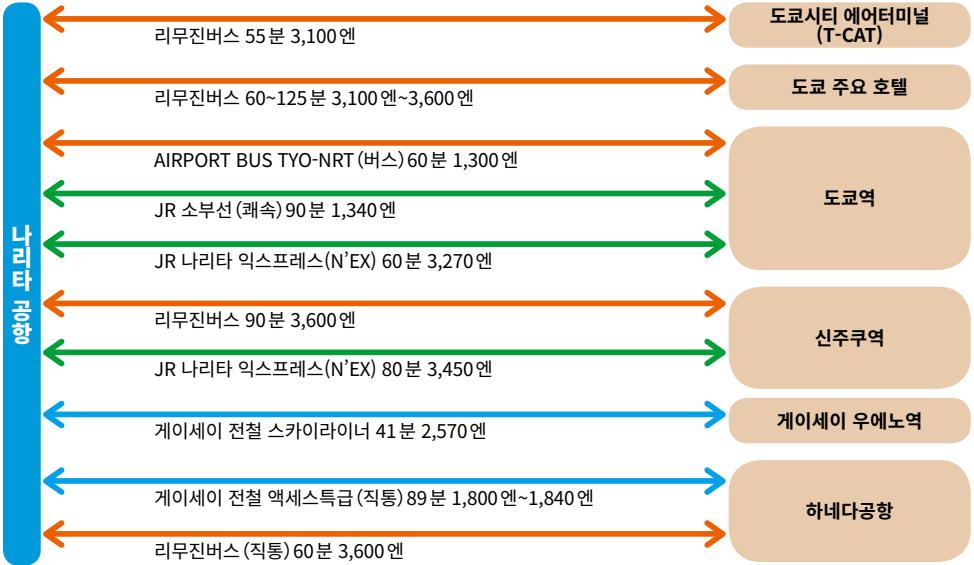 나리타 공항
도쿄시티 에어터미널
(T-CAT)
리무진버스 55분 3,100엔
도쿄 주요 호텔
리무진버스 60~125분 3,100엔~3,600엔
도쿄역
AIRPORT BUS TYO-NRT (버스) 60분 1,300엔
JR 소부선 (쾌속) 90분 1,340엔
JR 나리타 익스프레스(N’EX) 60분 3,270엔
신주쿠역
리무진버스 90분 3,600엔
JR 나리타 익스프레스(N’EX) 80분 3,450엔
게이세이 우에노역
게이세이 전철 스카이라이너 41분 2,570엔
하네다공항
게이세이 전철 액세스특급 (직통) 89분 1,800엔~1,840엔
리무진버스 (직통) 60분 3,600엔